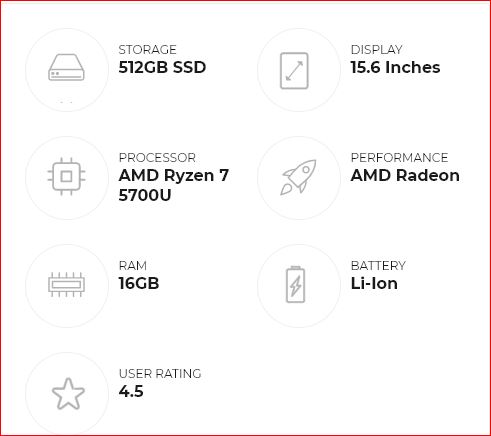 STORAGE
512GB SSD
DISPLAY
15.6 Inches
PROCESSOR
AMD Ryzen 7
5700U
PERFORMANCE
AMD Radeon
RAM
16GB
BATTERY
Li-Ion
USER RATING
4.5